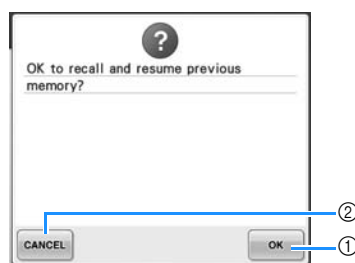 ?
OK to recall and resume previous
memory?
②
CANCEL
OK
①